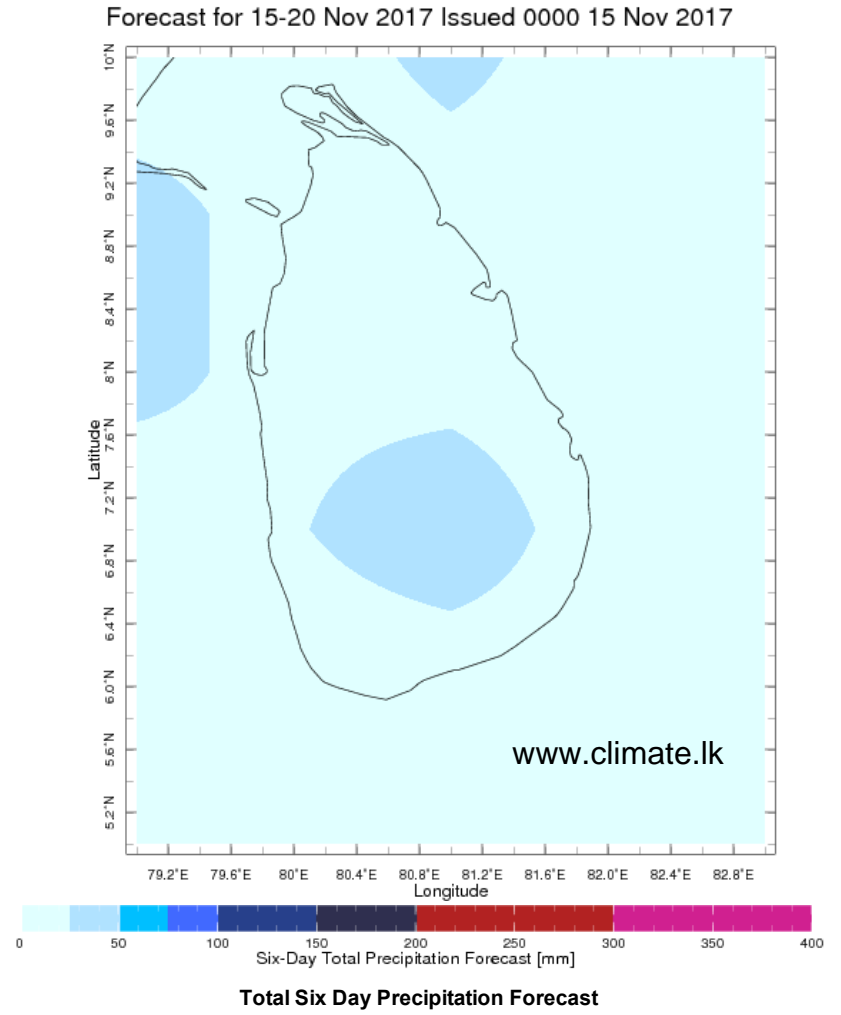 Forecast for 15-20 Nov 2017 Issued 0000 15 Nov 2017
10°N
9.6°N
9.2°N
8.8°N
8.4°N
8°N
7.6°N
7.2°N
6.8°N
6.4°N
6.0°N
5.6°N
5.2°N
Latitude
www.climate.lk
79.2°E 79.6°E 80°E 80.4°E 80.8°E 81.2°E 81.6°E 82.0°E 82.4°E 82.8°E
Longitude
0 50 100 150 200 250 300 350 400
Six-Day Total Precipitation Forecast [mm]
Total Six Day Precipitation Forecast